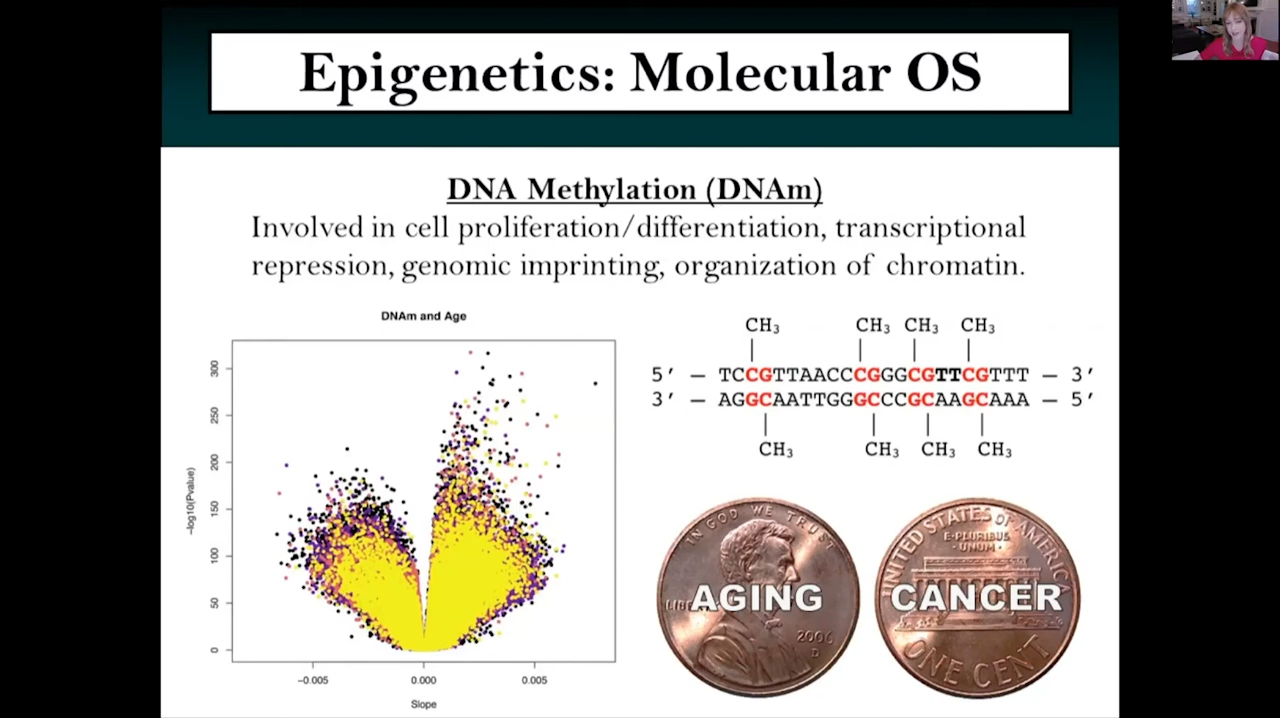 Epigenetics: Molecular OS
DNA Methylation (DNAm)
Involved in cell proliferation/differentiation, transcriptional
repression, genomic imprinting, organization of chromatin.
DNAm and Age
300
250
200
150
100
50
0
-log10(Pvalue)
-0.005 0.000 0.005
Slope
CH₃ CH₃ CH₃ CH₃
5′ — TCCGTTAACCCCGGGCGTTCGTTT — 3′
3′ — AGGCAATTGGGGCCCGCAAGCAAA — 5′
CH₃ CH₃ CH₃ CH₃
IN GOD WE TRUST
LIBE
AGING
2006
D
UNITED STATES OF AMERICA
E·PLURIBUS
·UNUM·
CANCER
ONE CENT